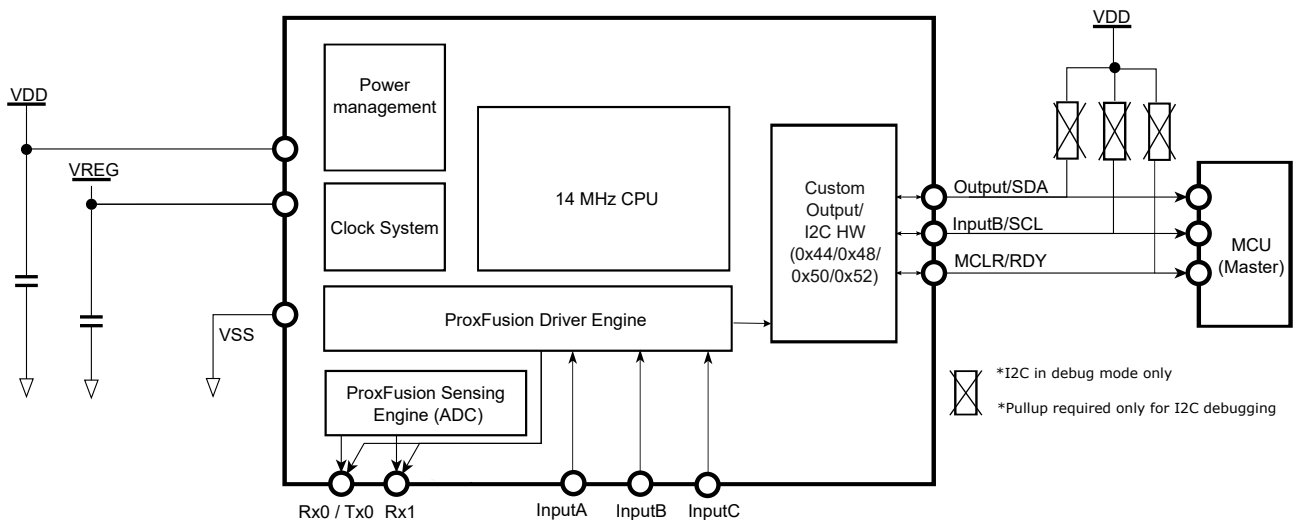 VDD
VREG
VSS
Power
management
Clock System
14 MHz CPU
ProxFusion Driver Engine
ProxFusion Sensing
Engine (ADC)
Custom
Output/
I2C HW
(0x44/0x48/
0x50/0x52)
VDD
Output/SDA
InputB/SCL
MCLR/RDY
MCU
(Master)
*I2C in debug mode only
*Pullup required only for I2C debugging
Rx0 / Tx0 Rx1 InputA InputB InputC